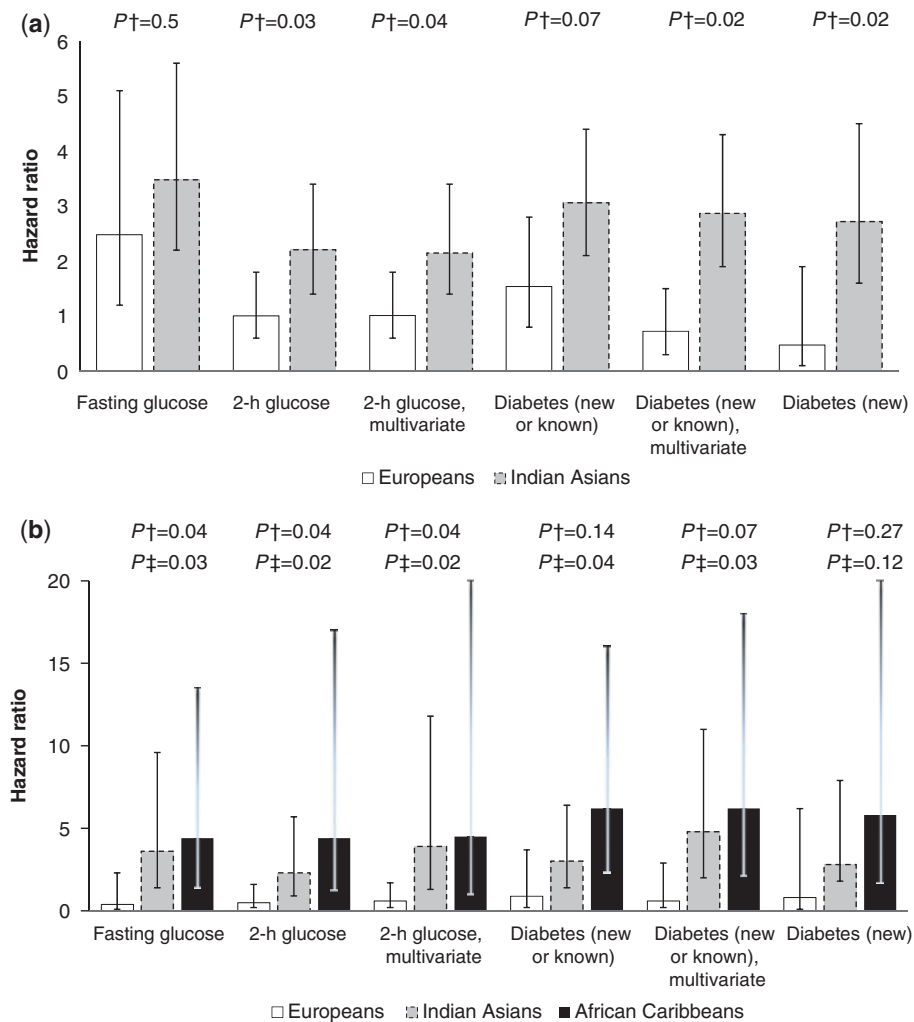 (a) P†=0.5 P†=0.03 P†=0.04 P†=0.07 P†=0.02 P†=0.02
6
5
4
3
2
1
0
Hazard ratio
Fasting glucose 2-h glucose 2-h glucose, Diabetes (new Diabetes (new Diabetes (new)
multivariate or known) or known),
multivariate
Europeans Indian Asians
(b) P†=0.04 P†=0.04 P†=0.04 P†=0.14 P†=0.07 P†=0.27
P‡=0.03 P‡=0.02 P‡=0.02 P‡=0.04 P‡=0.03 P‡=0.12
20
15
10
5
0
Hazard ratio
Fasting glucose 2-h glucose 2-h glucose, Diabetes (new Diabetes (new Diabetes (new)
multivariate or known) or known),
multivariate
Europeans Indian Asians African Caribbeans